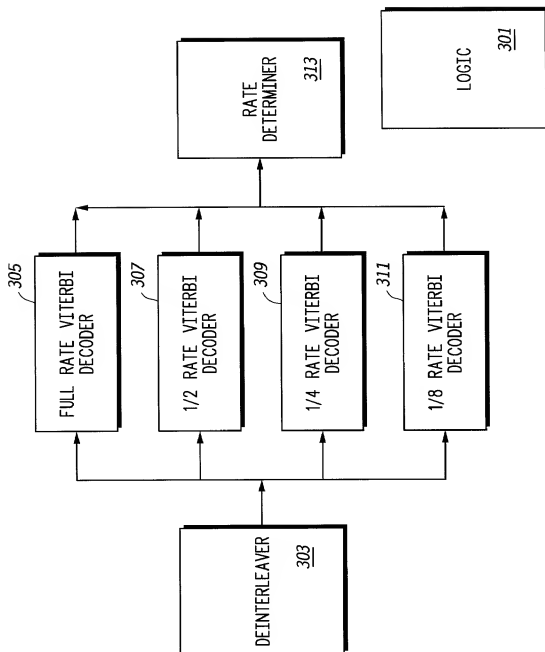 DEINTERLEAVER
303
305
FULL RATE VITERBI
DECODER
307
1/2 RATE VITERBI
DECODER
309
1/4 RATE VITERBI
DECODER
311
1/8 RATE VITERBI
DECODER
RATE
DETERMINER
313
LOGIC
301